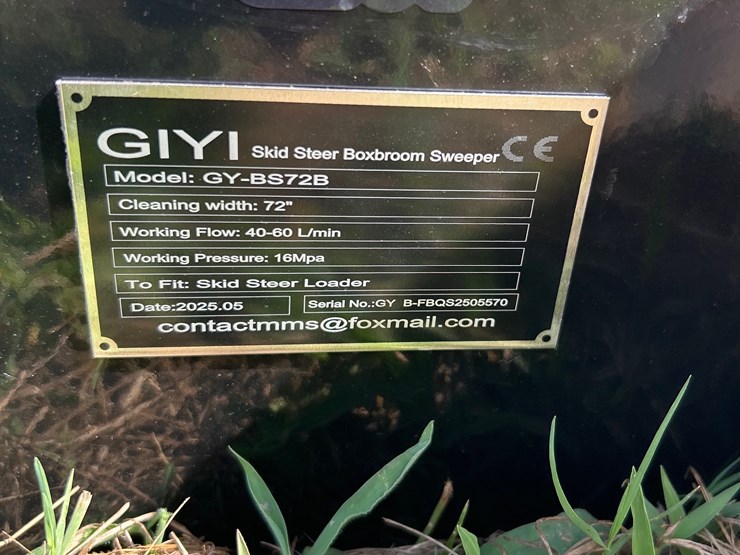 GIYI Skid Steer Boxbroom Sweeper CE
Model: GY-BS72B
Cleaning width: 72"
Working Flow: 40-60 L/min
Working Pressure: 16Mpa
To Fit: Skid Steer Loader
Date:2025.05 Serial No.:GY B-FBQS2505570
contactmms@foxmail.com